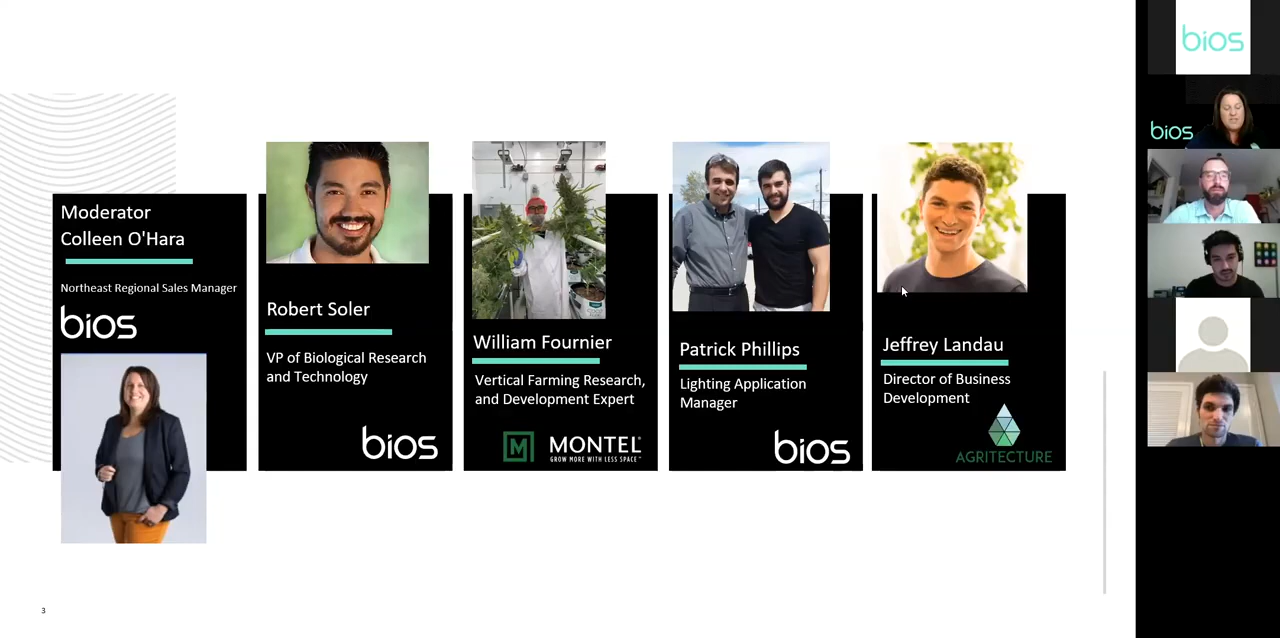 Moderator
Colleen O'Hara
Northeast Regional Sales Manager
bios
Robert Soler
VP of Biological Research
and Technology
bios
William Fournier
Vertical Farming Research,
and Development Expert
M MONTEL
GROW MORE WITH LESS SPACE
Patrick Phillips
Lighting Application
Manager
bios
Jeffrey Landau
Director of Business
Development
AGRITECTURE
3
bios
bios